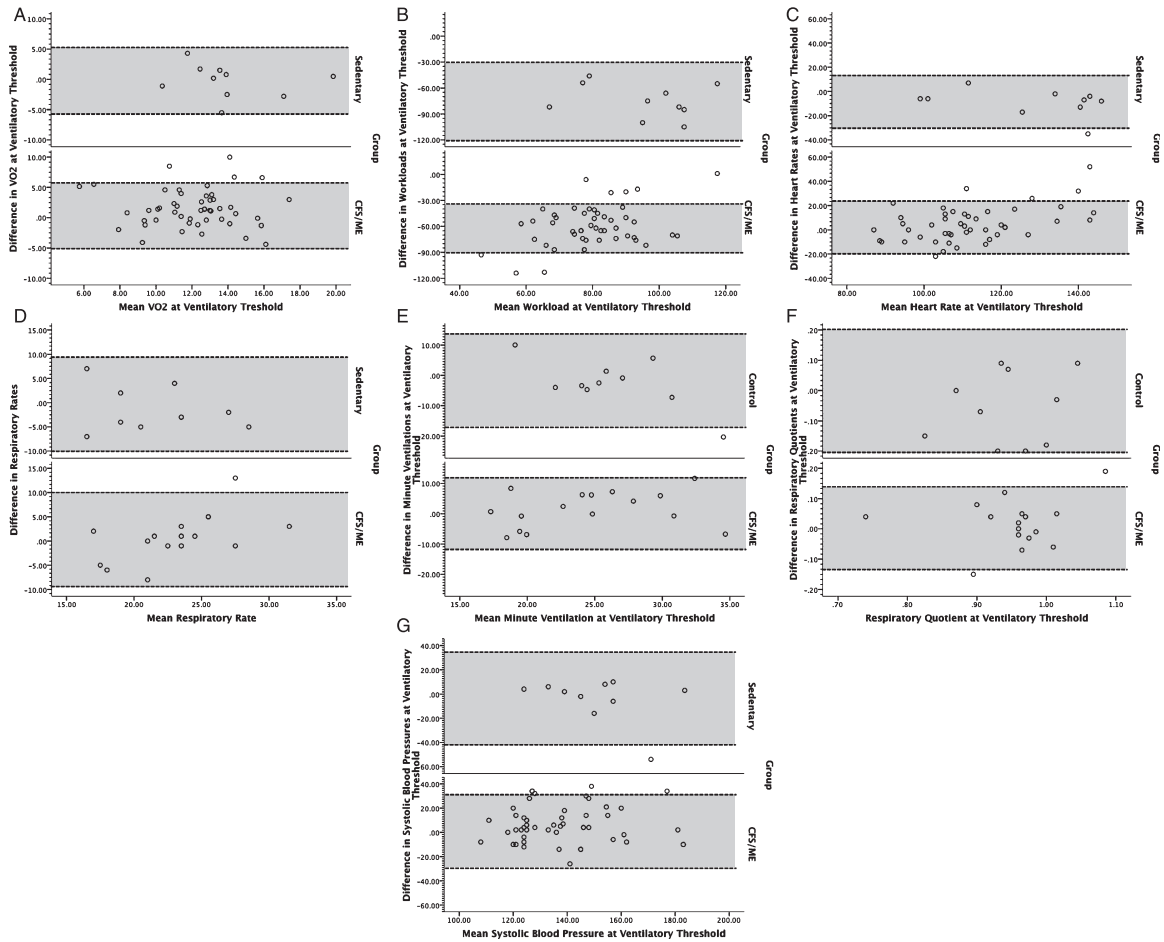 A
10.00
5.00
.00
-5.00
-10.00
10.00
5.00
.00
-5.00
-10.00
6.00 8.00 10.00 12.00 14.00 16.00 18.00 20.00
Mean VO2 at Ventilatory Treshold
Difference in VO2 at Ventilatory Threshold
Sedentary
CFS/ME
Group
B
.00
-30.00
-60.00
-90.00
-120.00
.00
-30.00
-60.00
-90.00
-120.00
40.00 60.00 80.00 100.00 120.00
Mean Workload at Ventilatory Threshold
Difference in Workloads at Ventilatory Threshold
Sedentary
CFS/ME
Group
C
60.00
40.00
20.00
.00
-20.00
-40.00
60.00
40.00
20.00
.00
-20.00
-40.00
80.00 100.00 120.00 140.00
Mean Heart Rate at Ventilatory Threshold
Difference in Heart Rates at Ventilatory Threshold
Sedentary
CFS/ME
Group
D
15.00
10.00
5.00
.00
-5.00
-10.00
15.00
10.00
5.00
.00
-5.00
-10.00
15.00 20.00 25.00 30.00 35.00
Mean Respiratory Rate
Difference in Respiratory Rates
Sedentary
CFS/ME
Group
E
10.00
.00
-10.00
-20.00
10.00
.00
-10.00
-20.00
15.00 20.00 25.00 30.00 35.00
Mean Minute Ventilation at Ventilatory Threshold
Difference in Minute Ventilations at Ventilatory
Threshold
Control
CFS/ME
Group
F
.20
.10
.00
-.10
-.20
.20
.10
.00
-.10
-.20
.70 .80 .90 1.00 1.10
Respiratory Quotient at Ventilatory Threshold
Difference in Respiratory Quotients at Ventilatory
Threshold
Control
CFS/ME
Group
G
40.00
20.00
.00
-20.00
-40.00
-60.00
40.00
20.00
.00
-20.00
-40.00
-60.00
100.00 120.00 140.00 160.00 180.00 200.00
Mean Systolic Blood Pressure at Ventilatory Threshold
Difference in Systolic Blood Pressures at Ventilatory
Threshold
Sedentary
CFS/ME
Group